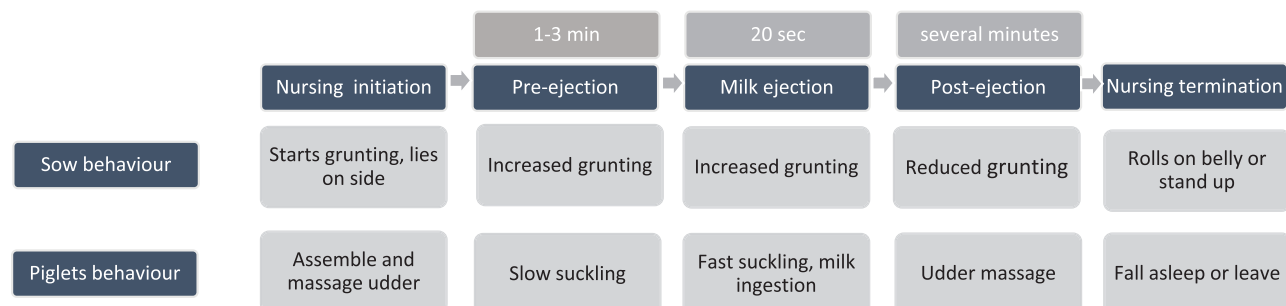 1-3 min
20 sec
several minutes
Nursing initiation
Pre-ejection
Milk ejection
Post-ejection
Nursing termination
Sow behaviour
Starts grunting, lies
on side
Increased grunting
Increased grunting
Reduced grunting
Rolls on belly or
stand up
Piglets behaviour
Assemble and
massage udder
Slow suckling
Fast suckling, milk
ingestion
Udder massage
Fall asleep or leave